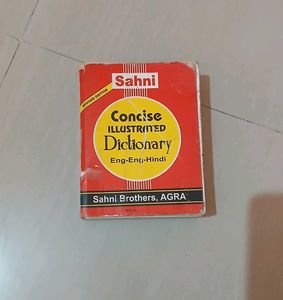 Sahni
Concise
ILLUSTRATED
Dictionary
Eng-Eng-Hindi
Sahni Brothers, AGRA